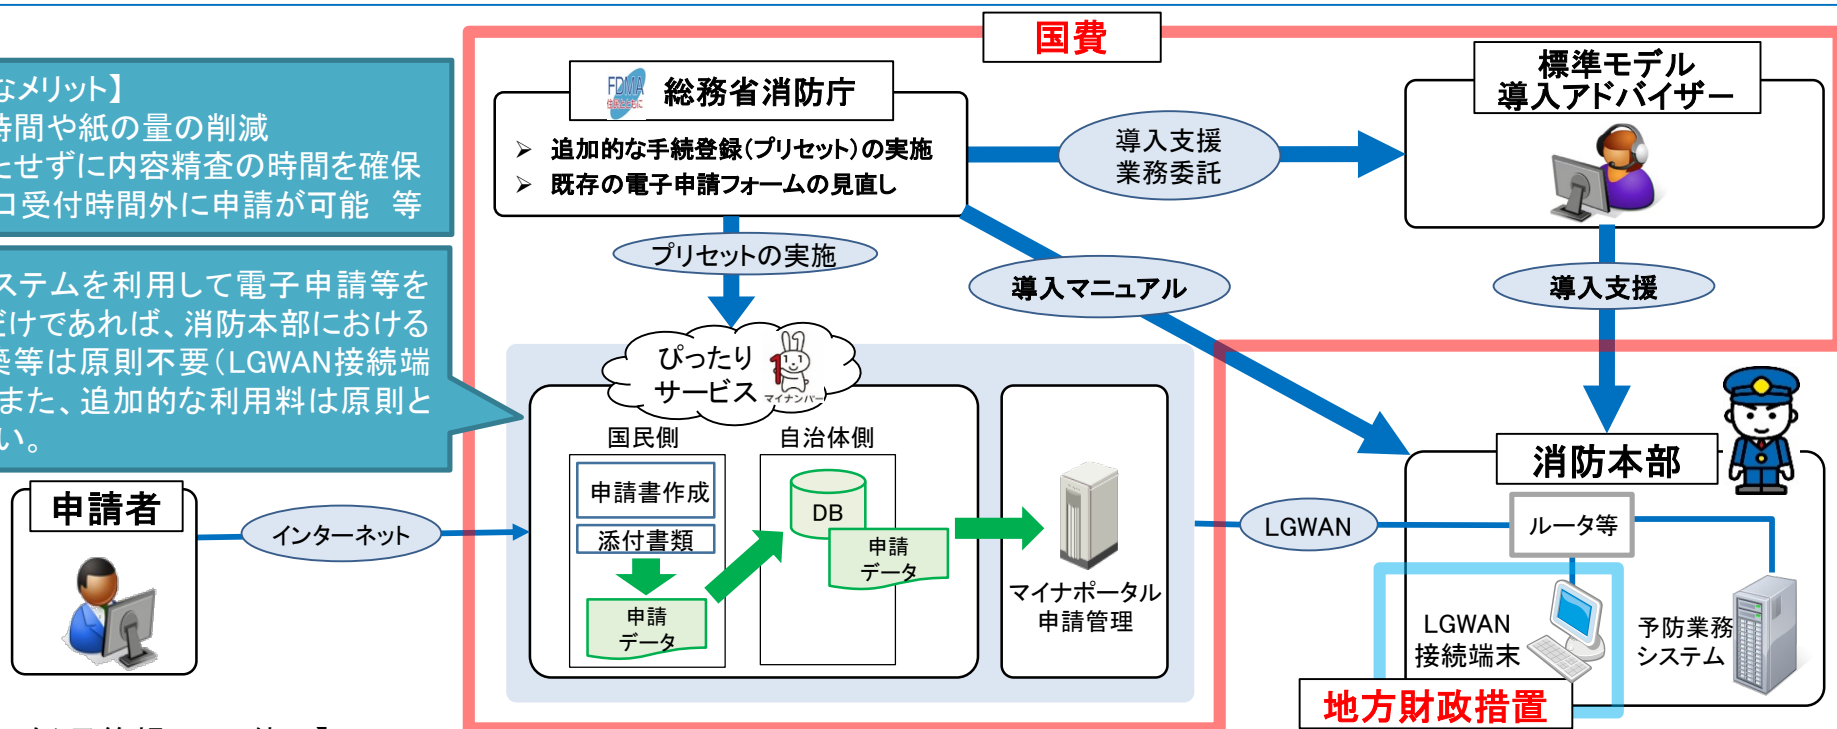 国費
なメリット】
時間や紙の量の削減
たせずに内容精査の時間を確保
口受付時間外に申請が可能　等
ステムを利用して電子申請等を
だけであれば、消防本部における
築等は原則不要（LGWAN接続端
また、追加的な利用料は原則と
い。
FDMA
住民とともに
総務省消防庁
➢ 追加的な手続登録（プリセット）の実施
➢ 既存の電子申請フォームの見直し
導入支援
業務委託
標準モデル
導入アドバイザー
プリセットの実施
導入マニュアル
導入支援
ぴったり
サービス
マイナンバー
国民側
自治体側
申請書作成
添付書類
申請
データ
DB
申請
データ
マイナポータル
申請管理
申請者
インターネット
LGWAN
消防本部
ルータ等
LGWAN
接続端末
予防業務
システム
地方財政措置